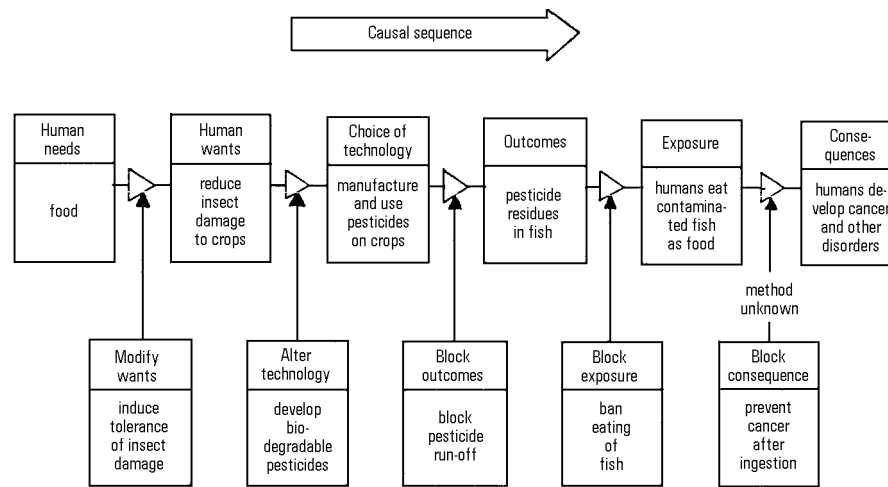 Causal sequence
Human
needs
food
Human
wants
reduce
insect
damage
to crops
Choice of
technology
manufacture
and use
pesticides
on crops
Outcomes
pesticide
residues
in fish
Exposure
humans eat
contamina-
ted fish
as food
Conse-
quences
humans de-
velop cancer
and other
disorders
method
unknown
Modify
wants
induce
tolerance
of insect
damage
Alter
technology
develop
bio-
degradable
pesticides
Block
outcomes
block
pesticide
run-off
Block
exposure
ban
eating
of
fish
Block
consequence
prevent
cancer
after
ingestion